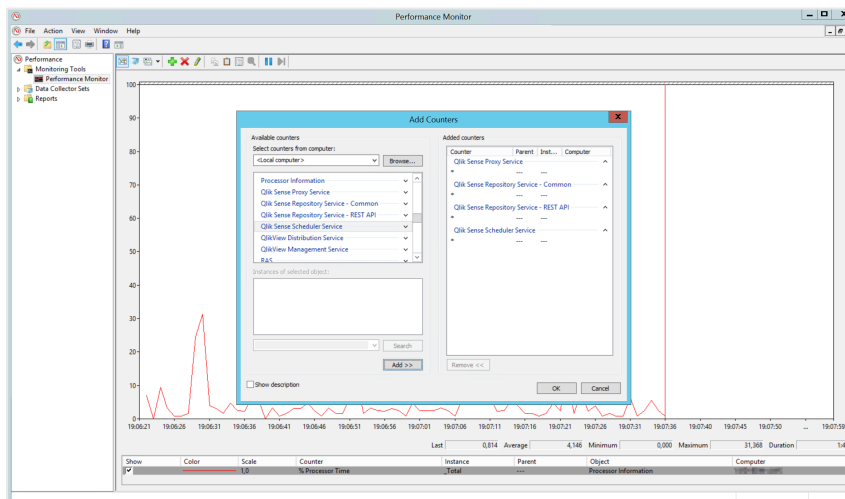 Performance Monitor
File Action View Window Help
Performance
Monitoring Tools
Performance Monitor
Data Collector Sets
Reports
100
90
80
70
60
50
40
30
20
10
0
Add Counters
Available counters
Select counters from computer:
<Local computer>
Browse...
Processor Information
Qlik Sense Proxy Service
Qlik Sense Repository Service - Common
Qlik Sense Repository Service - REST API
Qlik Sense Scheduler Service
QlikView Distribution Service
QlikView Management Service
RAS
Instances of selected object:
Search
Add >>
Show description
Added counters
Counter Parent Inst... Computer
Qlik Sense Proxy Service
* --- ---
Qlik Sense Repository Service - Common
* --- ---
Qlik Sense Repository Service - REST API
* --- ---
Qlik Sense Scheduler Service
* --- ---
Remove <<
OK Cancel
19:06:21 19:06:26 19:06:31 19:06:36 19:06:41 19:06:46 19:06:51 19:06:56 19:07:01 19:07:06 19:07:11 19:07:16 19:07:21 19:07:26 19:07:31 19:07:36 19:07:40 19:07:45 19:07:50 ... 19:07:59
Last 0,814 Average 4,146 Minimum 0,000 Maximum 31,368 Duration 1:4
Show Color Scale Counter Instance Parent Object Computer
1,0 % Processor Time _Total --- Processor Information